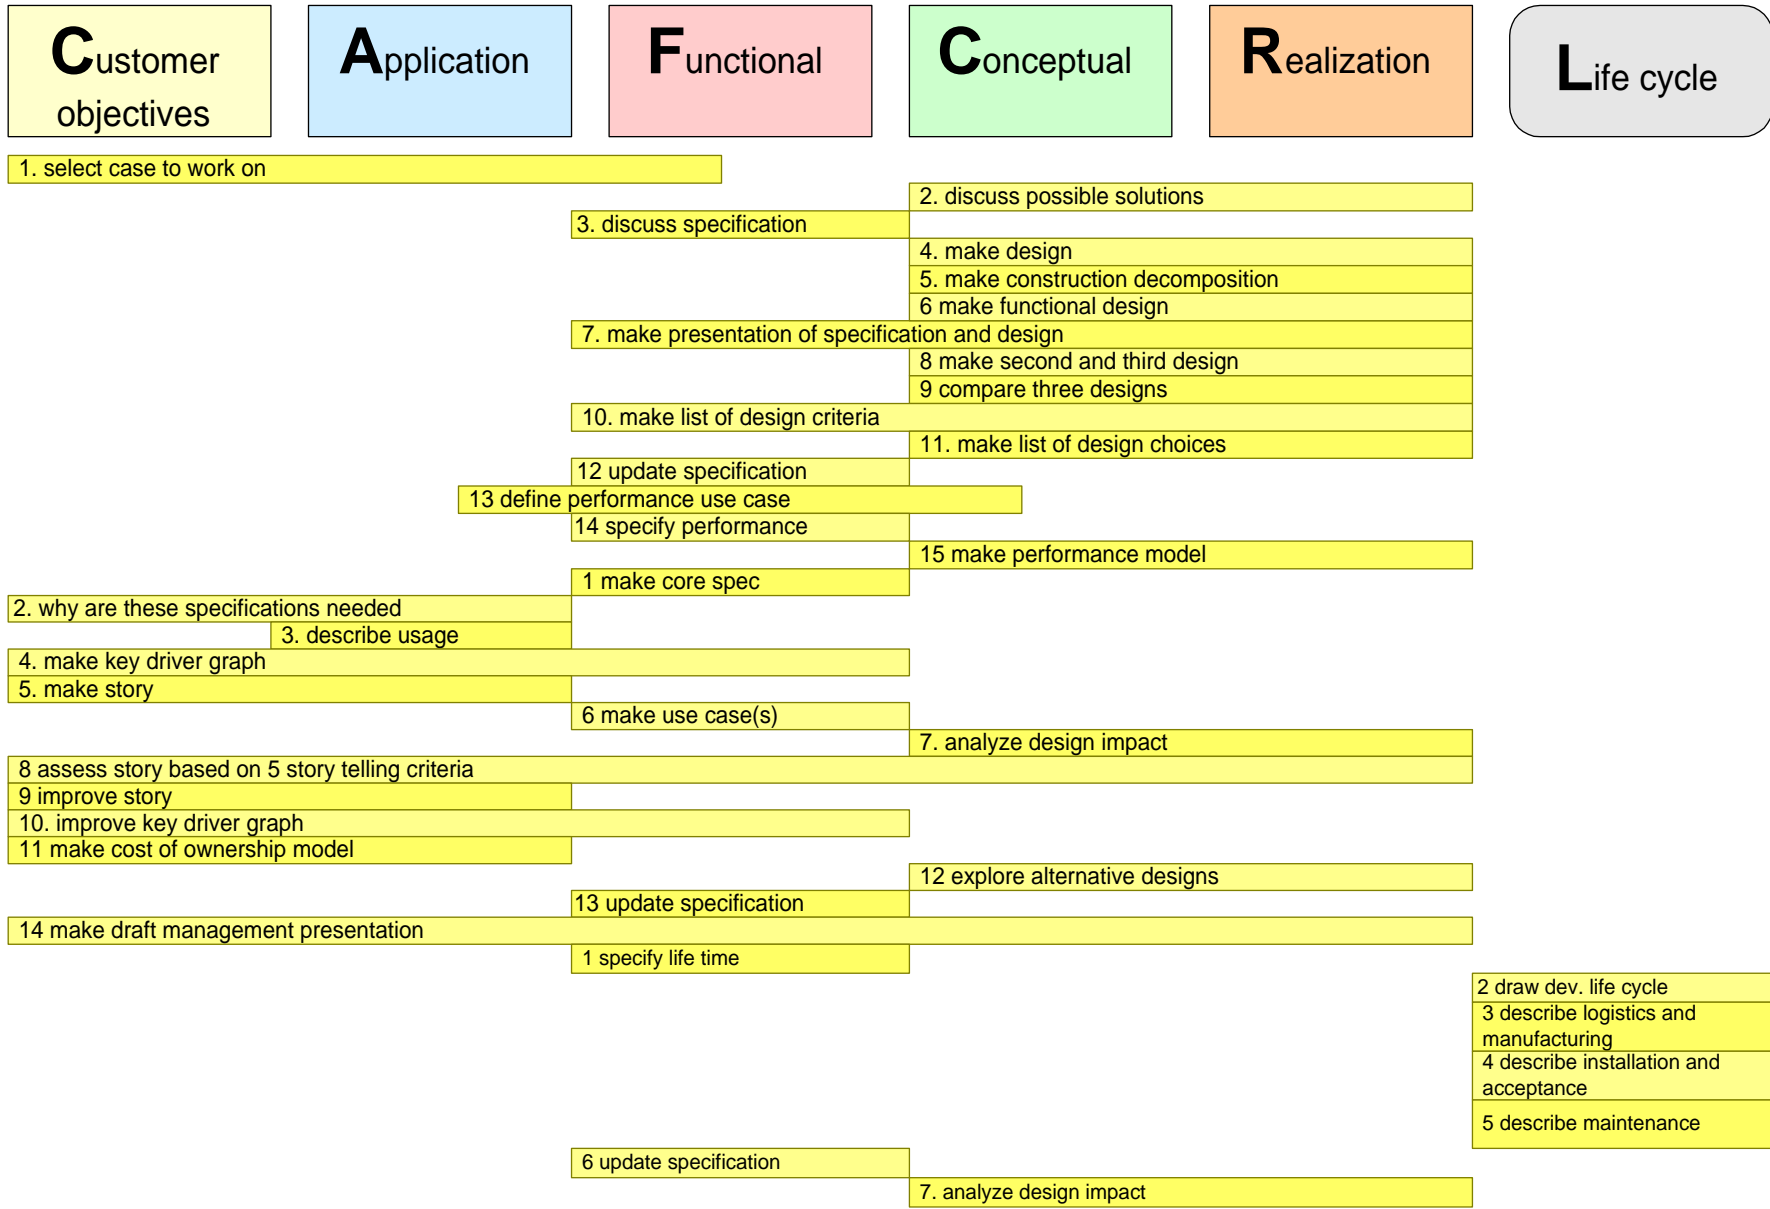 Customer
objectives
Application
Functional
Conceptual
Realization
Life cycle
1. select case to work on
2. discuss possible solutions
3. discuss specification
4. make design
5. make construction decomposition
6 make functional design
7. make presentation of specification and design
8 make second and third design
9 compare three designs
10. make list of design criteria
11. make list of design choices
12 update specification
13 define performance use case
14 specify performance
15 make performance model
1 make core spec
2. why are these specifications needed
3. describe usage
4. make key driver graph
5. make story
6 make use case(s)
7. analyze design impact
8 assess story based on 5 story telling criteria
9 improve story
10. improve key driver graph
11 make cost of ownership model
12 explore alternative designs
13 update specification
14 make draft management presentation
1 specify life time
2 draw dev. life cycle
3 describe logistics and
manufacturing
4 describe installation and
acceptance
5 describe maintenance
6 update specification
7. analyze design impact